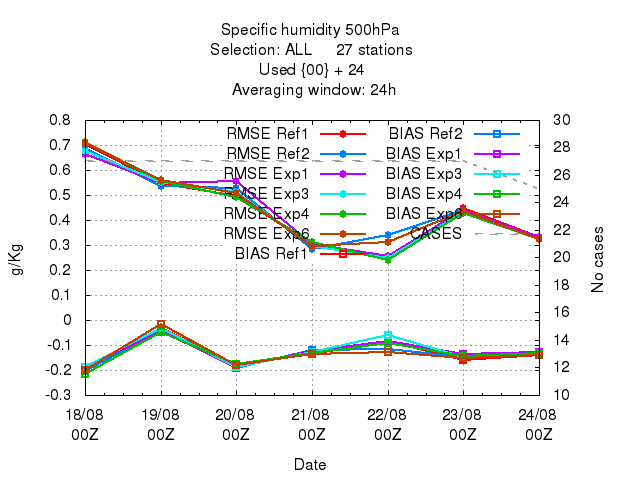 Specific humidity 500hPa
Selection: ALL 27 stations
Used {00} + 24
Averaging window: 24h
0.8
0.7
0.6
0.5
0.4
0.3
0.2
0.1
0
-0.1
-0.2
-0.3
g/Kg
30
28
26
24
22
20
18
16
14
12
10
No cases
RMSE Ref1
RMSE Ref2
RMSE Exp1
RMSE Exp3
RMSE Exp4
RMSE Exp6
BIAS Ref1
BIAS Ref2
BIAS Exp1
BIAS Exp3
BIAS Exp4
BIAS Exp6
CASES
18/08 19/08 20/08 21/08 22/08 23/08 24/08
00Z 00Z 00Z 00Z 00Z 00Z 00Z
Date